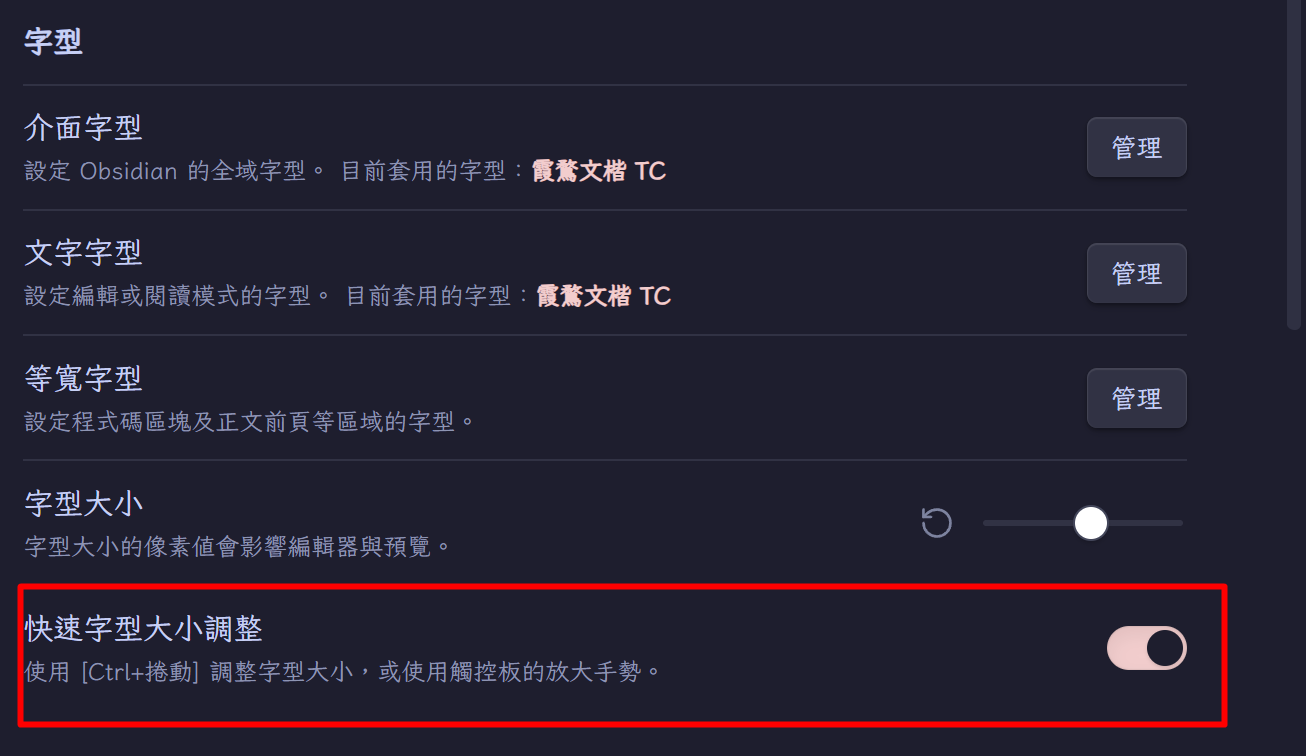 字型
介面字型
設定 Obsidian 的全域字型。 目前套用的字型：霞鶩文楷 TC
管理
文字字型
設定編輯或閱讀模式的字型。 目前套用的字型：霞鶩文楷 TC
管理
等寬字型
設定程式碼區塊及正文前頁等區域的字型。
管理
字型大小
字型大小的像素值會影響編輯器與預覽。
快速字型大小調整
使用 [Ctrl+捲動] 調整字型大小，或使用觸控板的放大手勢。